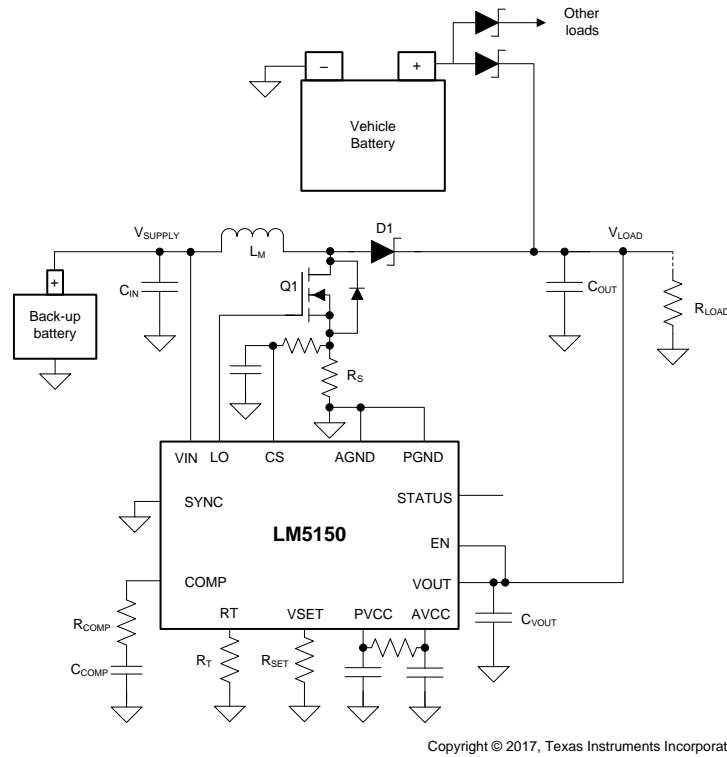 Other
loads
−
+
Vehicle
Battery
VSUPPLY
LM
D1
VLOAD
+
CIN
Q1
COUT
RLOAD
Back-up
battery
RS
VIN
LO
CS
AGND
PGND
SYNC
STATUS
LM5150
EN
COMP
VOUT
RT
VSET
PVCC
AVCC
RCOMP
CVOUT
RT
RSET
CCOMP
Copyright © 2017, Texas Instruments Incorporat